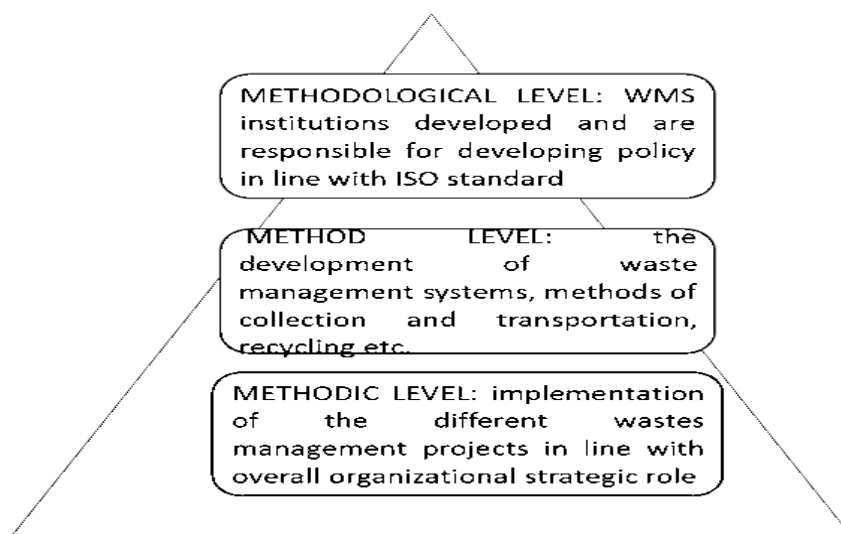 METHODOLOGICAL LEVEL: WMS
institutions developed and are
responsible for developing policy
in line with ISO standard
METHOD LEVEL: the
development of waste
management systems, methods of
collection and transportation,
recycling etc.
METHODIC LEVEL: implementation
of the different wastes
management projects in line with
overall organizational strategic role